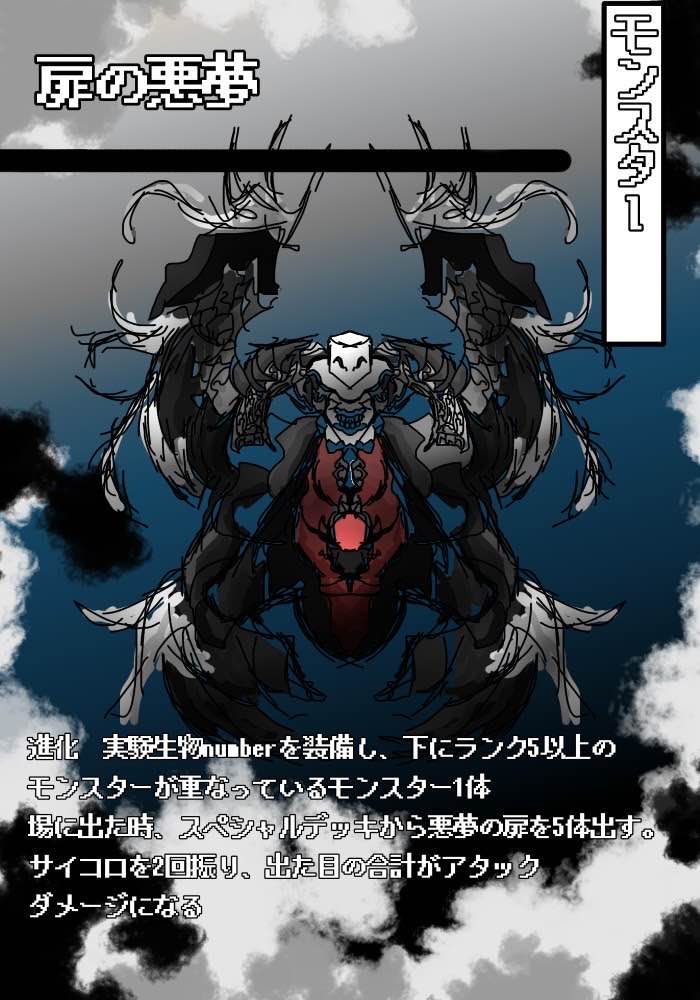 扉の悪夢
モンスター
進化　実験生物numberを装備し、下にランク5以上の
モンスターが重なっているモンスター1体
場に出た時、スペシャルデッキから悪夢の扉を5体出す。
サイコロを2回振り、出た目の合計がアタック
ダメージになる